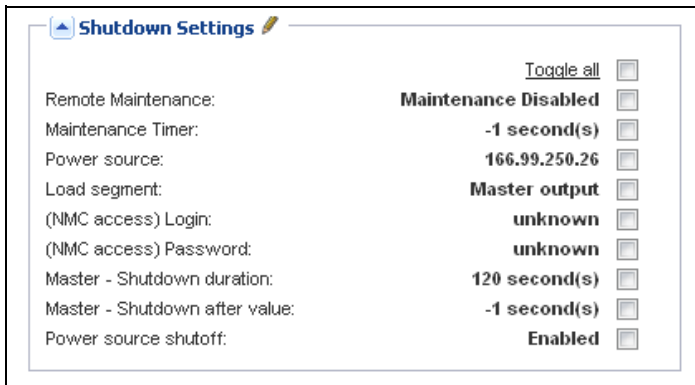 Shutdown Settings
Toggle all
Remote Maintenance: Maintenance Disabled
Maintenance Timer: -1 second(s)
Power source: 166.99.250.26
Load segment: Master output
(NMC access) Login: unknown
(NMC access) Password: unknown
Master - Shutdown duration: 120 second(s)
Master - Shutdown after value: -1 second(s)
Power source shutoff: Enabled